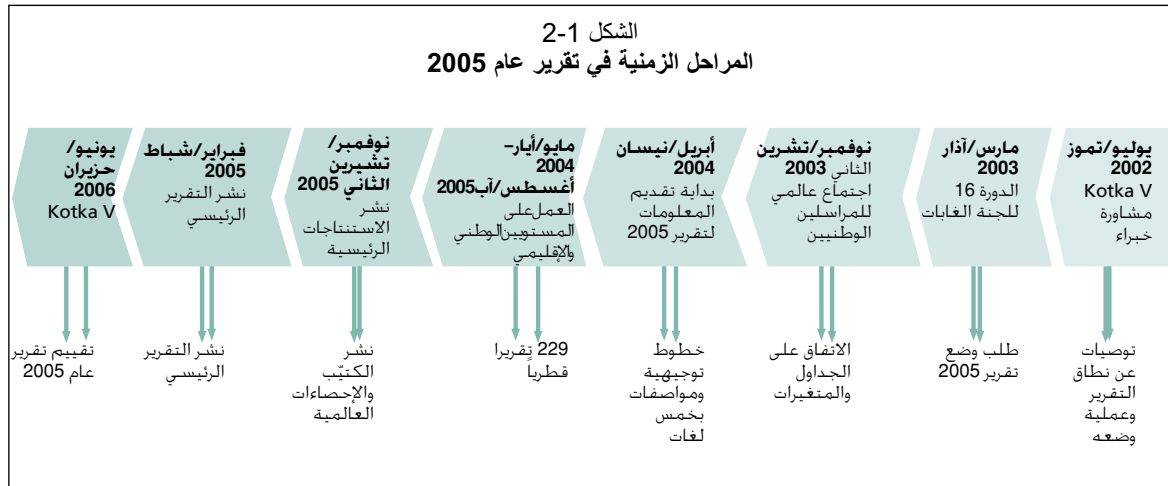 الشكل 1-2
المراحل الزمنية في تقرير عام 2005
يوليو/تموز
2002
Kotka V
مشاورة
خبراء
مارس/آذار
2003
الدورة 16
للجنة الغابات
نوفمبر/تشرين
الثاني 2003
اجتماع عالمي
للمراسلين
الوطنيين
أبريل/نيسان
2004
بداية تقديم
المعلومات
لتقرير 2005
مايو/أيار–
2004
أغسطس/آب2005
العمل على
المستويين الوطني
والإقليمي
نوفمبر/
تشيرين
الثاني 2005
نشر
الاستنتاجات
الرئيسية
فبراير/شباط
2005
نشر التقرير
الرئيسي
يونيو/
حزيران
2006
Kotka V
توصيات
عن نطاق
التقرير
وعملية
وضعه
طلب وضع
تقرير 2005
الاتفاق على
الجداول
والمتغيرات
خطوط
توجيهية
ومواصفات
بخمس
لغات
229 تقريرا
قطرياً
نشر
الكتيّب
والإحصاءات
العالمية
نشر التقرير
الرئيسي
تقييم تقرير
عام 2005